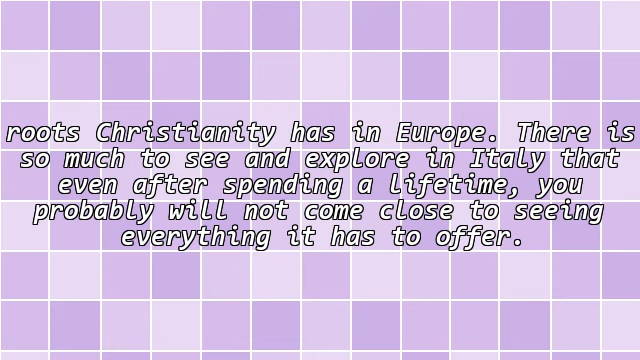 roots Christianity has in Europe. There is
so much to see and explore in Italy that
even after spending a lifetime, you
probably will not come close to seeing
everything it has to offer.